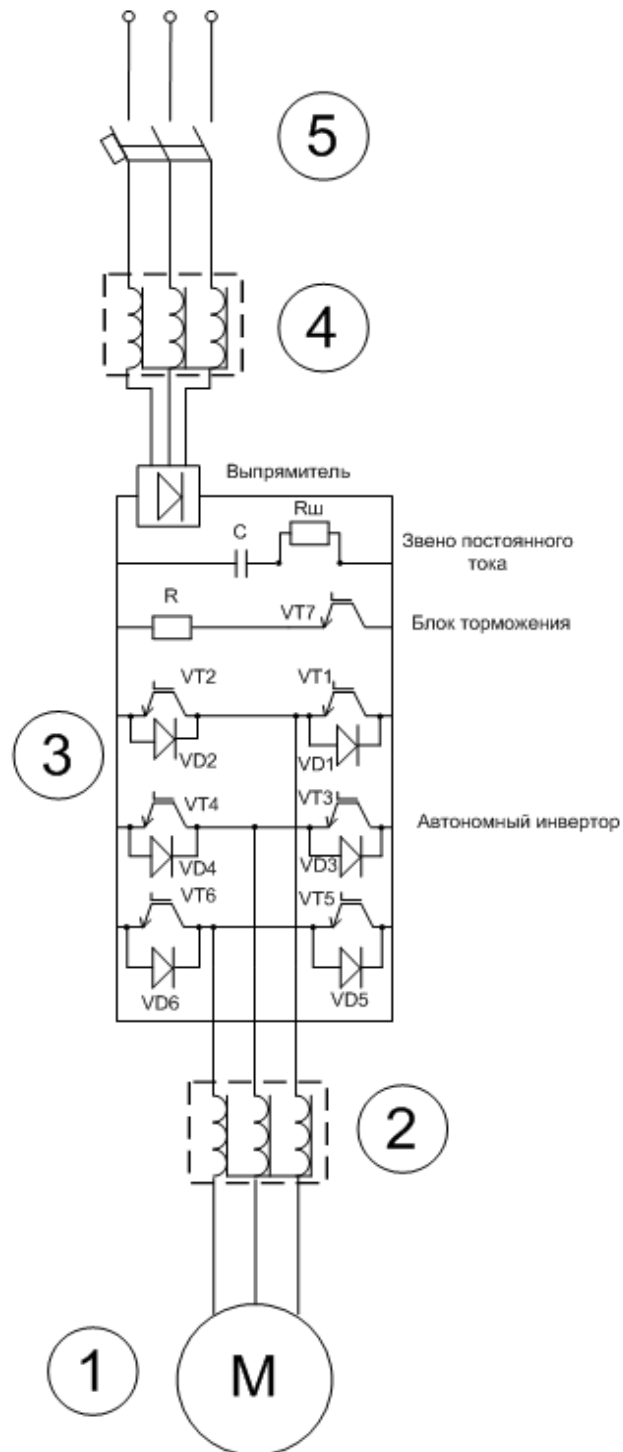 5
4
Выпрямитель
C
Rш
Звено постоянного
тока
R
VT7
Блок торможения
VT2
VT1
3
VD2
VD1
VT4
VT3
Автономный инвертор
VD4
VD3
VT6
VT5
VD6
VD5
2
1
M